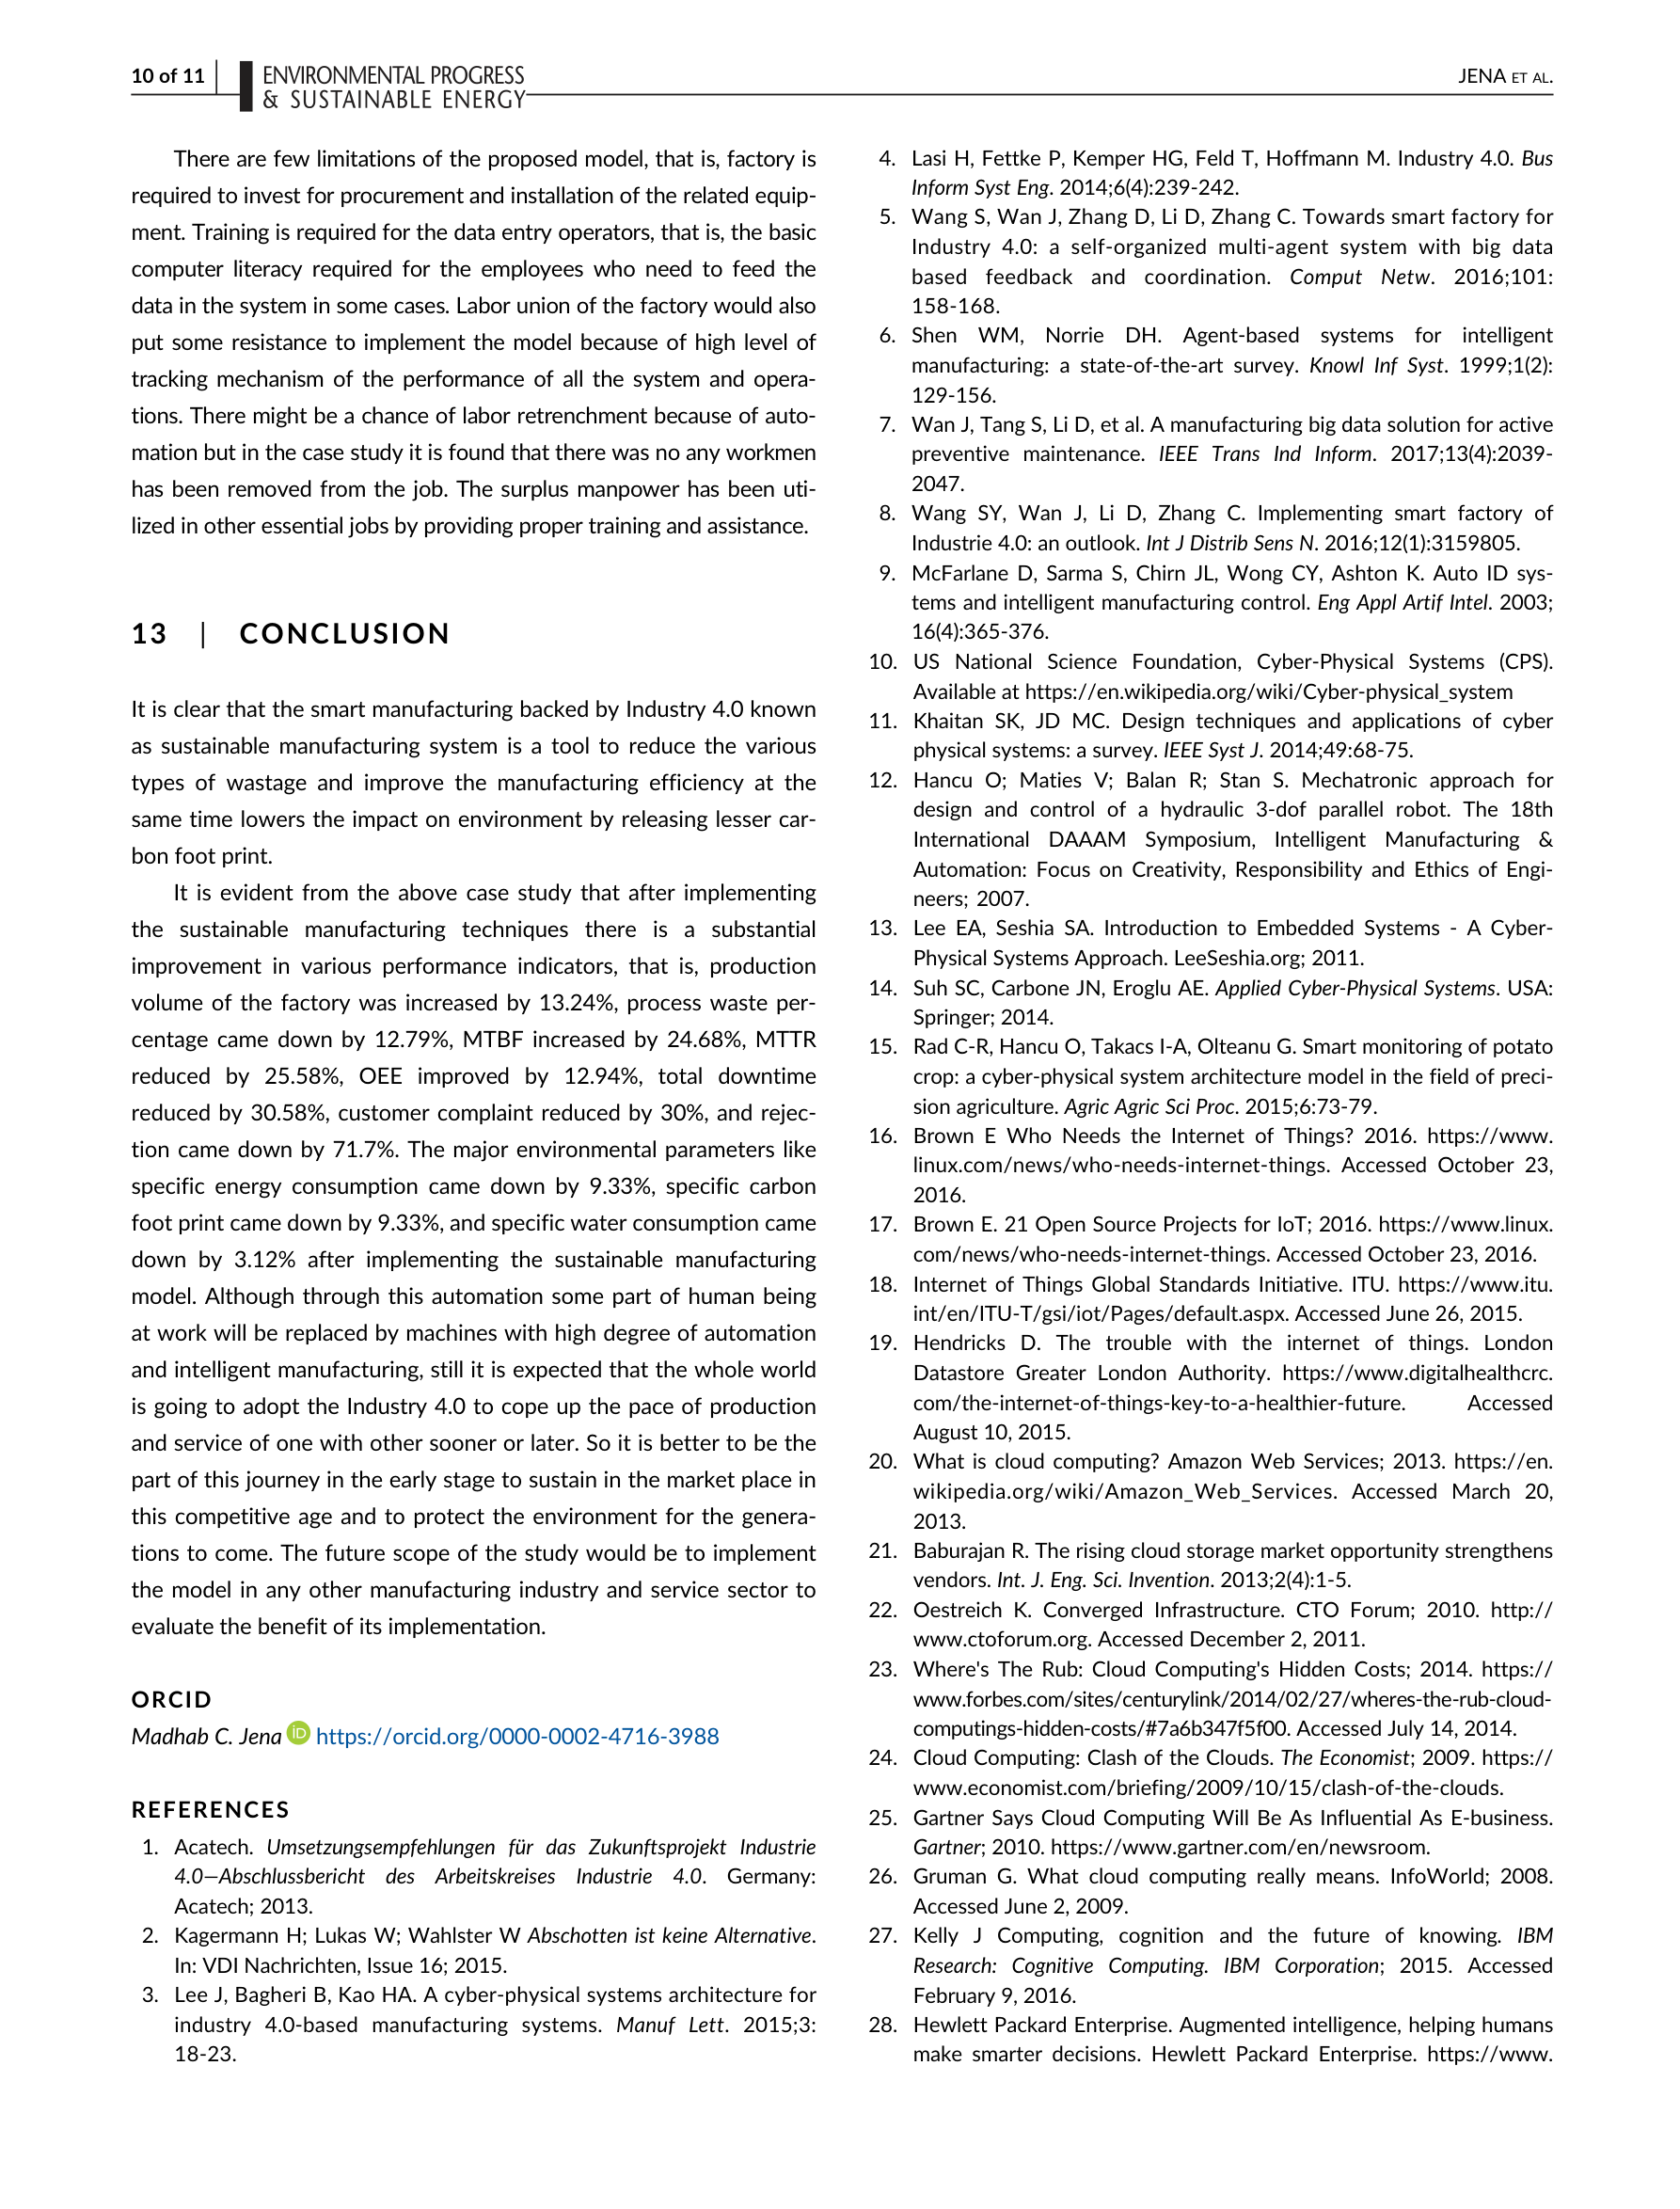 10 of 11
ENVIRONMENTAL PROGRESS
& SUSTAINABLE ENERGY
JENA ET AL.
There are few limitations of the proposed model, that is, factory is
required to invest for procurement and installation of the related equip-
ment. Training is required for the data entry operators, that is, the basic
computer literacy required for the employees who need to feed the
data in the system in some cases. Labor union of the factory would also
put some resistance to implement the model because of high level of
tracking mechanism of the performance of all the system and opera-
tions. There might be a chance of labor retrenchment because of auto-
mation but in the case study it is found that there was no any workmen
has been removed from the job. The surplus manpower has been uti-
lized in other essential jobs by providing proper training and assistance.
13 | CONCLUSION
It is clear that the smart manufacturing backed by Industry 4.0 known
as sustainable manufacturing system is a tool to reduce the various
types of wastage and improve the manufacturing efficiency at the
same time lowers the impact on environment by releasing lesser car-
bon foot print.
It is evident from the above case study that after implementing
the sustainable manufacturing techniques there is a substantial
improvement in various performance indicators, that is, production
volume of the factory was increased by 13.24%, process waste per-
centage came down by 12.79%, MTBF increased by 24.68%, MTTR
reduced by 25.58%, OEE improved by 12.94%, total downtime
reduced by 30.58%, customer complaint reduced by 30%, and rejec-
tion came down by 71.7%. The major environmental parameters like
specific energy consumption came down by 9.33%, specific carbon
foot print came down by 9.33%, and specific water consumption came
down by 3.12% after implementing the sustainable manufacturing
model. Although through this automation some part of human being
at work will be replaced by machines with high degree of automation
and intelligent manufacturing, still it is expected that the whole world
is going to adopt the Industry 4.0 to cope up the pace of production
and service of one with other sooner or later. So it is better to be the
part of this journey in the early stage to sustain in the market place in
this competitive age and to protect the environment for the genera-
tions to come. The future scope of the study would be to implement
the model in any other manufacturing industry and service sector to
evaluate the benefit of its implementation.
ORCID
Madhab C. Jena iD https://orcid.org/0000-0002-4716-3988
REFERENCES
1. Acatech. Umsetzungsempfehlungen für das Zukunftsprojekt Industrie
4.0—Abschlussbericht des Arbeitskreises Industrie 4.0. Germany:
Acatech; 2013.
2. Kagermann H; Lukas W; Wahlster W Abschotten ist keine Alternative.
In: VDI Nachrichten, Issue 16; 2015.
3. Lee J, Bagheri B, Kao HA. A cyber-physical systems architecture for
industry 4.0-based manufacturing systems. Manuf Lett. 2015;3:
18-23.
4. Lasi H, Fettke P, Kemper HG, Feld T, Hoffmann M. Industry 4.0. Bus
Inform Syst Eng. 2014;6(4):239-242.
5. Wang S, Wan J, Zhang D, Li D, Zhang C. Towards smart factory for
Industry 4.0: a self-organized multi-agent system with big data
based feedback and coordination. Comput Netw. 2016;101:
158-168.
6. Shen WM, Norrie DH. Agent-based systems for intelligent
manufacturing: a state-of-the-art survey. Knowl Inf Syst. 1999;1(2):
129-156.
7. Wan J, Tang S, Li D, et al. A manufacturing big data solution for active
preventive maintenance. IEEE Trans Ind Inform. 2017;13(4):2039-
2047.
8. Wang SY, Wan J, Li D, Zhang C. Implementing smart factory of
Industrie 4.0: an outlook. Int J Distrib Sens N. 2016;12(1):3159805.
9. McFarlane D, Sarma S, Chirn JL, Wong CY, Ashton K. Auto ID sys-
tems and intelligent manufacturing control. Eng Appl Artif Intel. 2003;
16(4):365-376.
10. US National Science Foundation, Cyber-Physical Systems (CPS).
Available at https://en.wikipedia.org/wiki/Cyber-physical_system
11. Khaitan SK, JD MC. Design techniques and applications of cyber
physical systems: a survey. IEEE Syst J. 2014;49:68-75.
12. Hancu O; Maties V; Balan R; Stan S. Mechatronic approach for
design and control of a hydraulic 3-dof parallel robot. The 18th
International DAAAM Symposium, Intelligent Manufacturing &
Automation: Focus on Creativity, Responsibility and Ethics of Engi-
neers; 2007.
13. Lee EA, Seshia SA. Introduction to Embedded Systems - A Cyber-
Physical Systems Approach. LeeSeshia.org; 2011.
14. Suh SC, Carbone JN, Eroglu AE. Applied Cyber-Physical Systems. USA:
Springer; 2014.
15. Rad C-R, Hancu O, Takacs I-A, Olteanu G. Smart monitoring of potato
crop: a cyber-physical system architecture model in the field of preci-
sion agriculture. Agric Agric Sci Proc. 2015;6:73-79.
16. Brown E Who Needs the Internet of Things? 2016. https://www.
linux.com/news/who-needs-internet-things. Accessed October 23,
2016.
17. Brown E. 21 Open Source Projects for IoT; 2016. https://www.linux.
com/news/who-needs-internet-things. Accessed October 23, 2016.
18. Internet of Things Global Standards Initiative. ITU. https://www.itu.
int/en/ITU-T/gsi/iot/Pages/default.aspx. Accessed June 26, 2015.
19. Hendricks D. The trouble with the internet of things. London
Datastore Greater London Authority. https://www.digitalhealthcrc.
com/the-internet-of-things-key-to-a-healthier-future. Accessed
August 10, 2015.
20. What is cloud computing? Amazon Web Services; 2013. https://en.
wikipedia.org/wiki/Amazon_Web_Services. Accessed March 20,
2013.
21. Baburajan R. The rising cloud storage market opportunity strengthens
vendors. Int. J. Eng. Sci. Invention. 2013;2(4):1-5.
22. Oestreich K. Converged Infrastructure. CTO Forum; 2010. http://
www.ctoforum.org. Accessed December 2, 2011.
23. Where's The Rub: Cloud Computing's Hidden Costs; 2014. https://
www.forbes.com/sites/centurylink/2014/02/27/wheres-the-rub-cloud-
computings-hidden-costs/#7a6b347f5f00. Accessed July 14, 2014.
24. Cloud Computing: Clash of the Clouds. The Economist; 2009. https://
www.economist.com/briefing/2009/10/15/clash-of-the-clouds.
25. Gartner Says Cloud Computing Will Be As Influential As E-business.
Gartner; 2010. https://www.gartner.com/en/newsroom.
26. Gruman G. What cloud computing really means. InfoWorld; 2008.
Accessed June 2, 2009.
27. Kelly J Computing, cognition and the future of knowing. IBM
Research: Cognitive Computing. IBM Corporation; 2015. Accessed
February 9, 2016.
28. Hewlett Packard Enterprise. Augmented intelligence, helping humans
make smarter decisions. Hewlett Packard Enterprise. https://www.